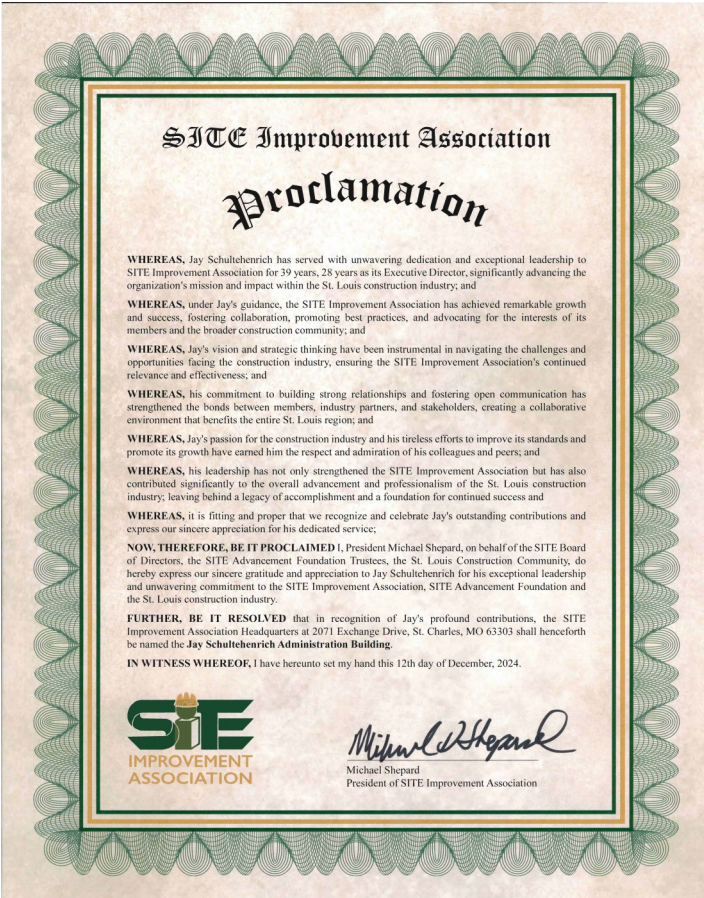 SITE Improvement Association
Proclamation
WHEREAS, Jay Schultehenrich has served with unwavering dedication and exceptional leadership to
SITE Improvement Association for 39 years, 28 years as its Executive Director, significantly advancing the
organization's mission and impact within the St. Louis construction industry; and
WHEREAS, under Jay's guidance, the SITE Improvement Association has achieved remarkable growth
and success, fostering collaboration, promoting best practices, and advocating for the interests of its
members and the broader construction community; and
WHEREAS, Jay's vision and strategic thinking have been instrumental in navigating the challenges and
opportunities facing the construction industry, ensuring the SITE Improvement Association's continued
relevance and effectiveness; and
WHEREAS, his commitment to building strong relationships and fostering open communication has
strengthened the bonds between members, industry partners, and stakeholders, creating a collaborative
environment that benefits the entire St. Louis region; and
WHEREAS, Jay's passion for the construction industry and his tireless efforts to improve its standards and
promote its growth have earned him the respect and admiration of his colleagues and peers; and
WHEREAS, his leadership has not only strengthened the SITE Improvement Association but has also
contributed significantly to the overall advancement and professionalism of the St. Louis construction
industry; leaving behind a legacy of accomplishment and a foundation for continued success and
WHEREAS, it is fitting and proper that we recognize and celebrate Jay's outstanding contributions and
express our sincere appreciation for his dedicated service;
NOW, THEREFORE, BE IT PROCLAIMED I, President Michael Shepard, on behalf of the SITE Board
of Directors, the SITE Advancement Foundation Trustees, the St. Louis Construction Community, do
hereby express our sincere gratitude and appreciation to Jay Schultehenrich for his exceptional leadership
and unwavering commitment to the SITE Improvement Association, SITE Advancement Foundation and
the St. Louis construction industry.
FURTHER, BE IT RESOLVED that in recognition of Jay's profound contributions, the SITE
Improvement Association Headquarters at 2071 Exchange Drive, St. Charles, MO 63303 shall henceforth
be named the Jay Schultehenrich Administration Building.
IN WITNESS WHEREOF, I have hereunto set my hand this 12th day of December, 2024.
SiTE
IMPROVEMENT
ASSOCIATION
Michael D Shepard
Michael Shepard
President of SITE Improvement Association